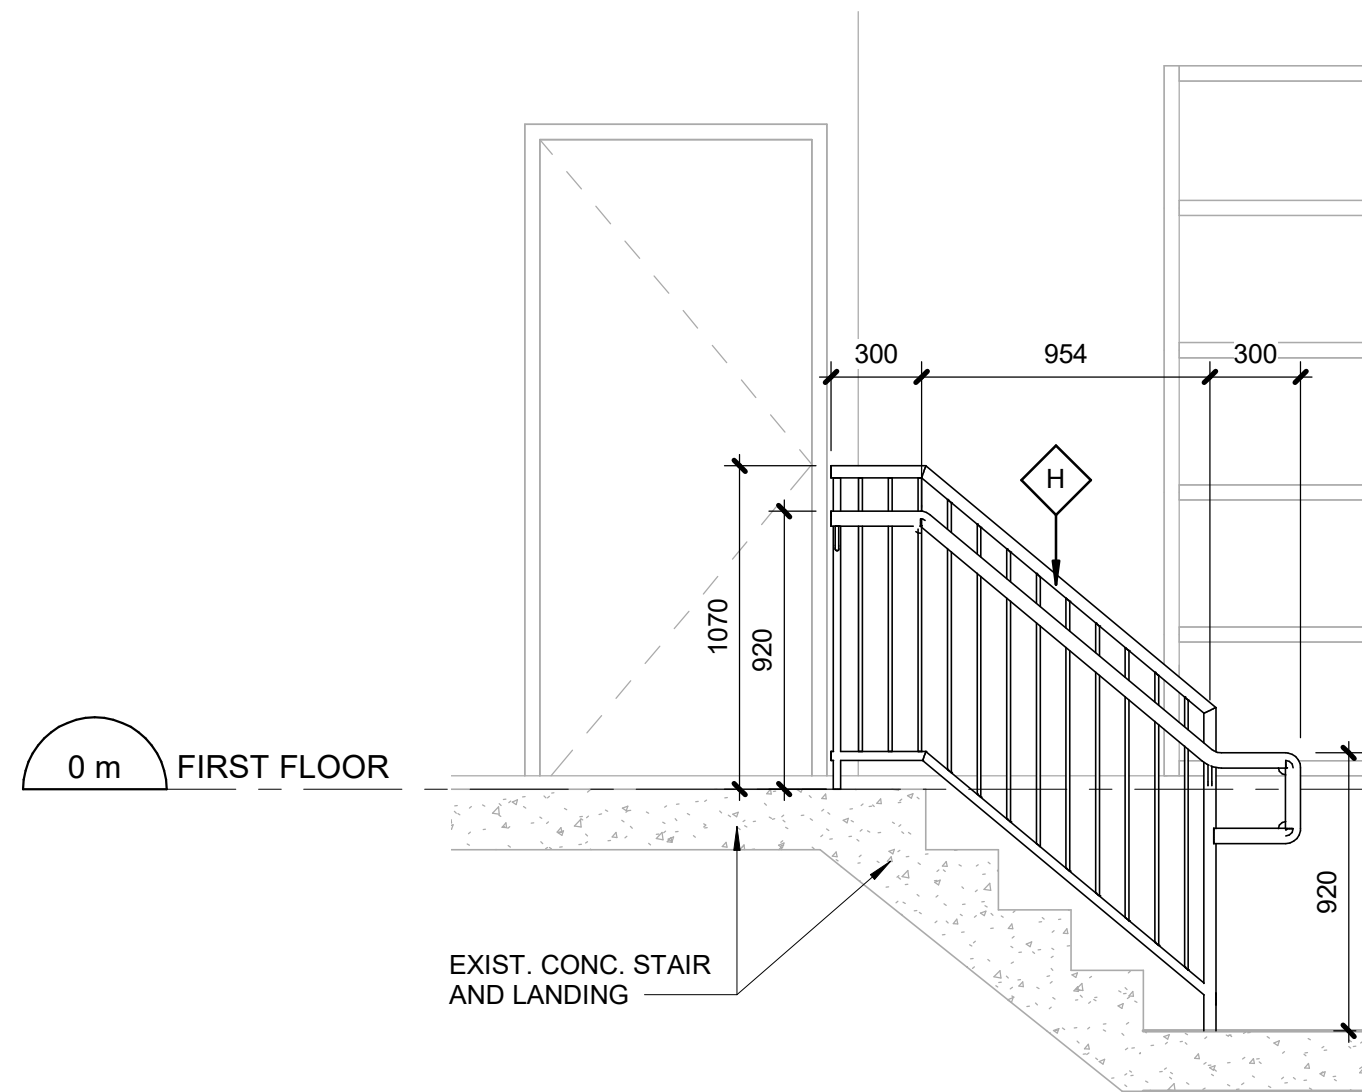 300
954
300
H
1070
920
0 m
FIRST FLOOR
920
EXIST. CONC. STAIR
AND LANDING